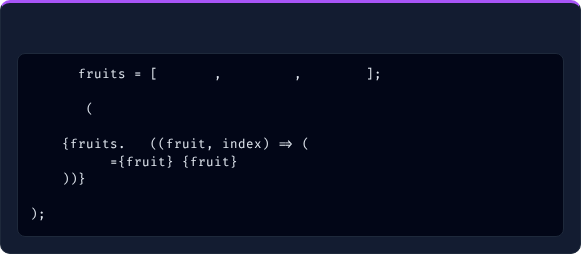 fruits = [ , , ];
(
{fruits. ((fruit, index) => (
={fruit} {fruit}
))}
);